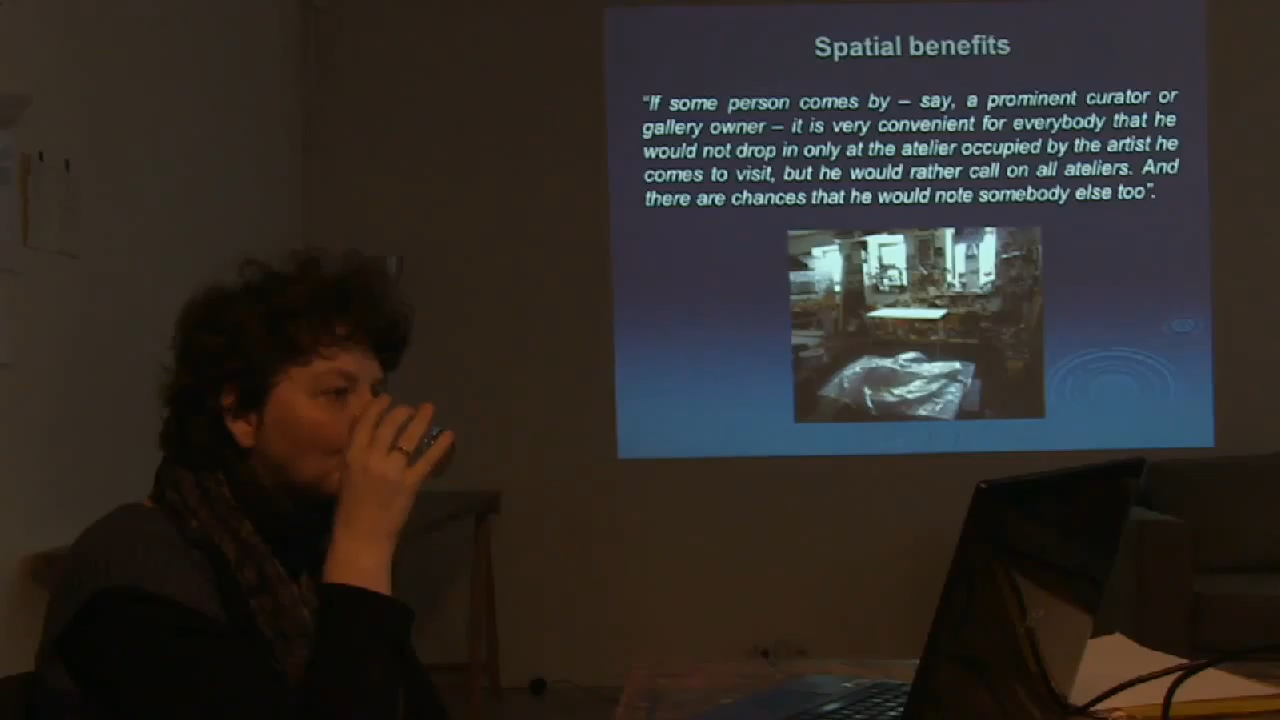 Spatial benefits
“If some person comes by – say, a prominent curator or
gallery owner – it is very convenient for everybody that he
would not drop in only at the atelier occupied by the artist he
comes to visit, but he would rather call on all ateliers. And
there are chances that he would note somebody else too”.